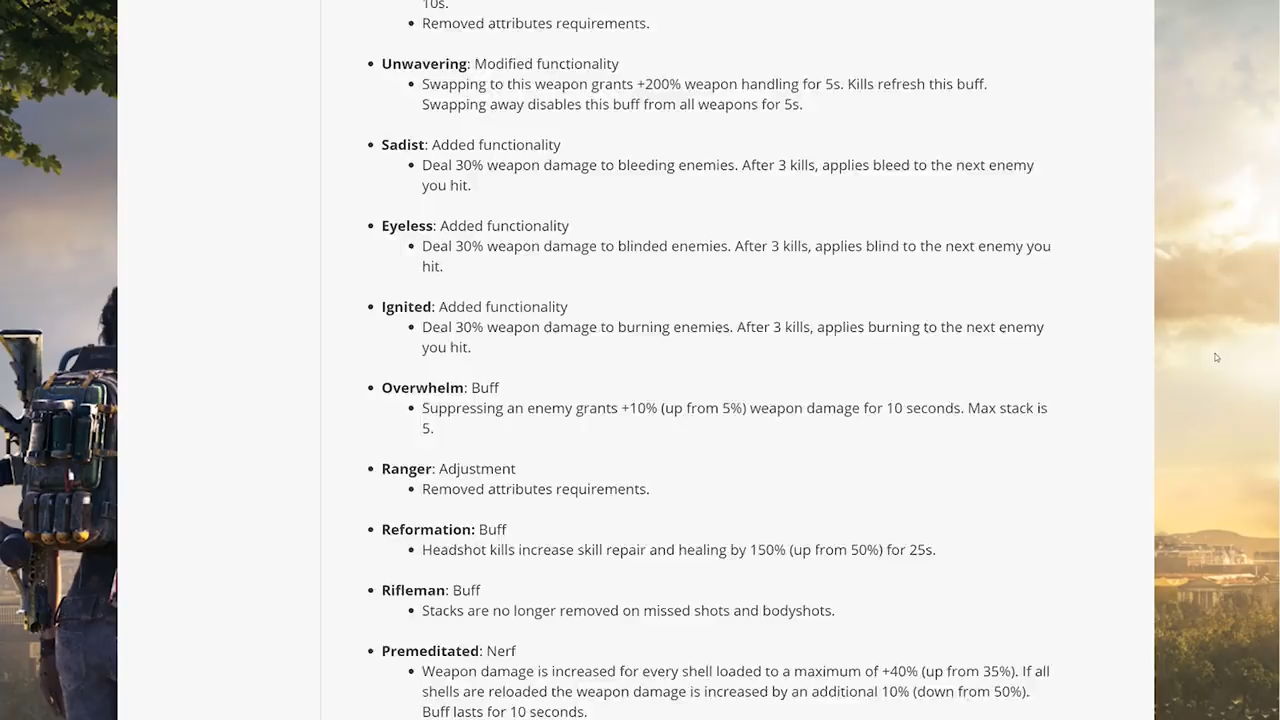 10s.
• Removed attributes requirements.
• Unwavering: Modified functionality
• Swapping to this weapon grants +200% weapon handling for 5s. Kills refresh this buff.
Swapping away disables this buff from all weapons for 5s.
• Sadist: Added functionality
• Deal 30% weapon damage to bleeding enemies. After 3 kills, applies bleed to the next enemy
you hit.
• Eyeless: Added functionality
• Deal 30% weapon damage to blinded enemies. After 3 kills, applies blind to the next enemy you
hit.
• Ignited: Added functionality
• Deal 30% weapon damage to burning enemies. After 3 kills, applies burning to the next enemy
you hit.
• Overwhelm: Buff
• Suppressing an enemy grants +10% (up from 5%) weapon damage for 10 seconds. Max stack is
5.
• Ranger: Adjustment
• Removed attributes requirements.
• Reformation: Buff
• Headshot kills increase skill repair and healing by 150% (up from 50%) for 25s.
• Rifleman: Buff
• Stacks are no longer removed on missed shots and bodyshots.
• Premeditated: Nerf
• Weapon damage is increased for every shell loaded to a maximum of +40% (up from 35%). If all
shells are reloaded the weapon damage is increased by an additional 10% (down from 50%).
Buff lasts for 10 seconds.